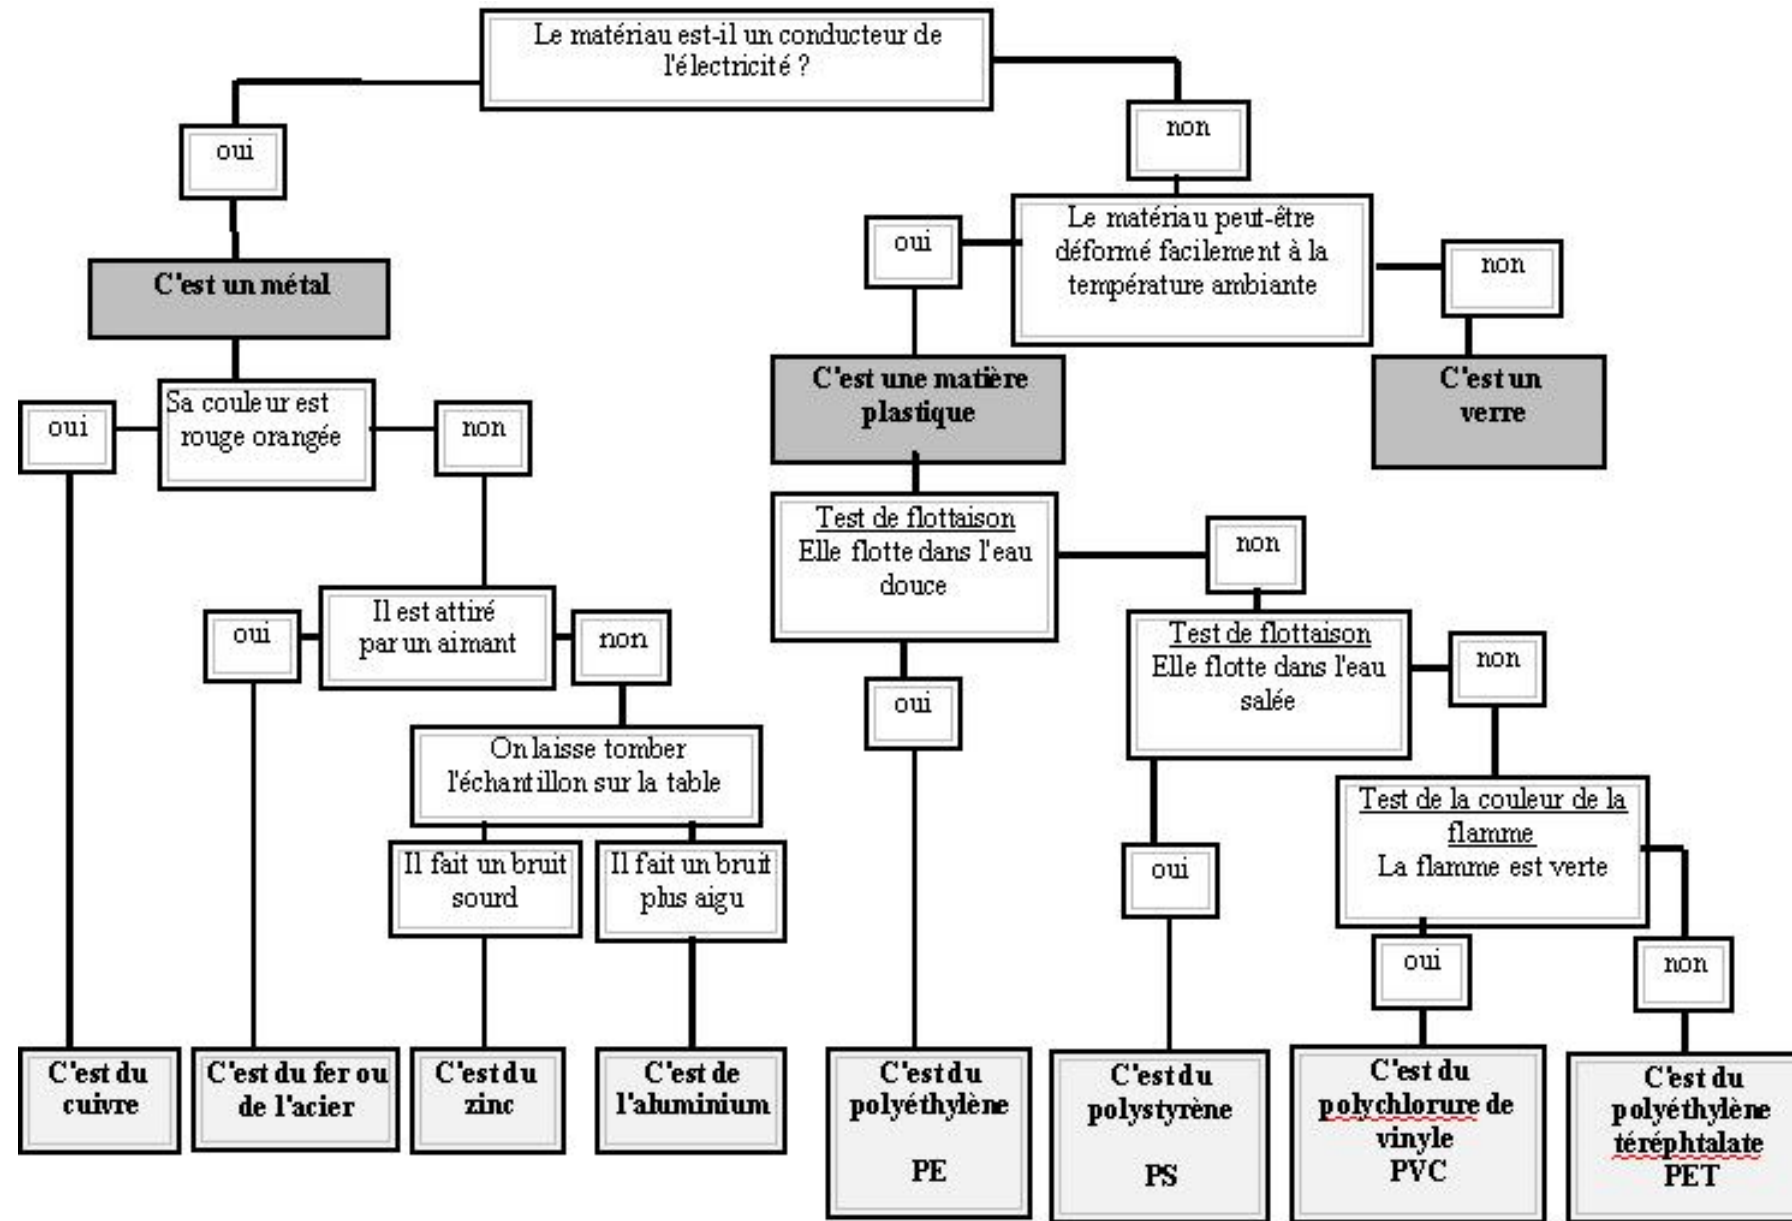 Le matériau est-il un conducteur de
l'électricité ?
oui
non
C'est un métal
oui
Le matériau peut-être
déformé facilement à la
température ambiante
non
C'est une matière
plastique
C'est un
verre
oui
Sa couleur est
rouge orangée
non
Test de flottaison
Elle flotte dans l'eau
douce
non
oui
Il est attiré
par un aimant
non
oui
Test de flottaison
Elle flotte dans l'eau
salée
non
On laisse tomber
l'échantillon sur la table
Il fait un bruit
sourd
Il fait un bruit
plus aigu
oui
Test de la couleur de la
flamme
La flamme est verte
oui
non
C'est du
cuivre
C'est du fer ou
de l'acier
C'est du
zinc
C'est de
l'aluminium
C'est du
polyéthylène
PE
C'est du
polystyrène
PS
C'est du
polychlorure de
vinyle
PVC
C'est du
polyéthylène
téréphtalate
PET